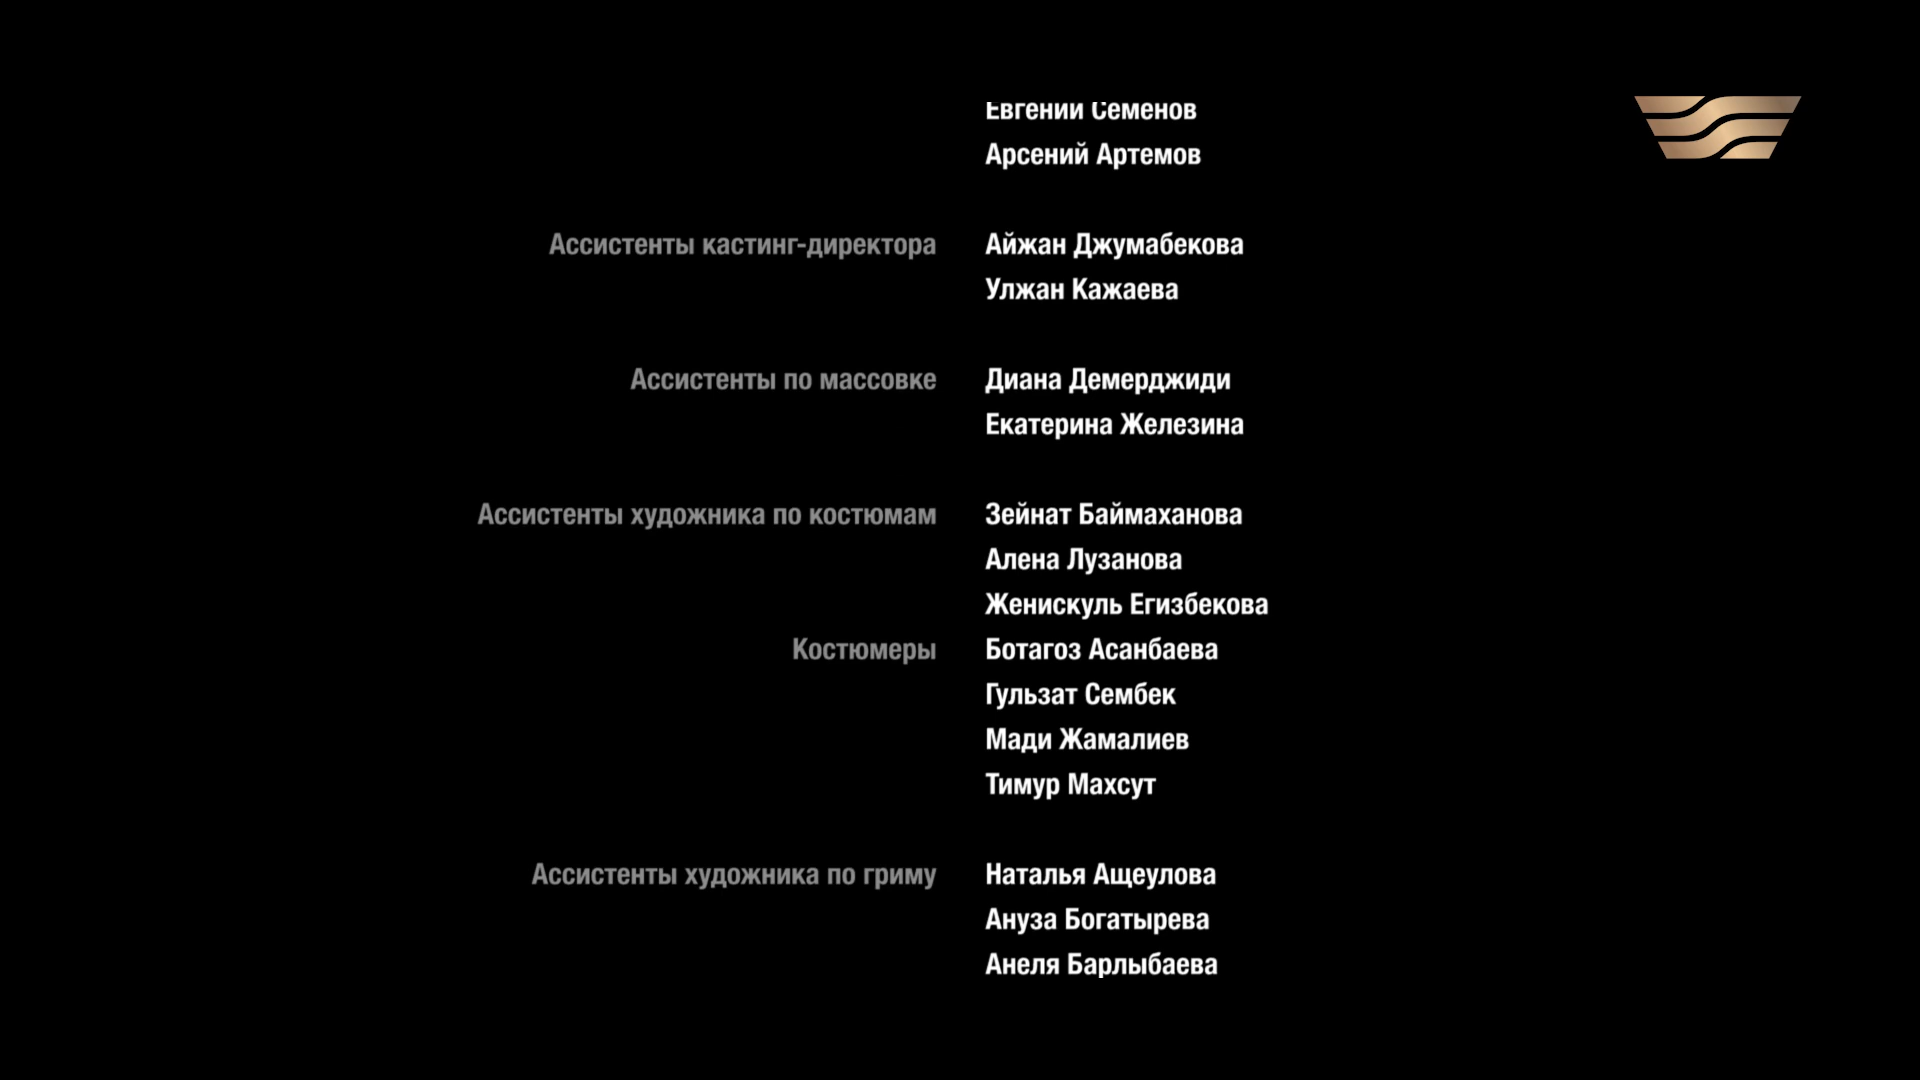 Евгений Семенов
Арсений Артемов
Ассистенты кастинг-директора Айжан Джумабекова
Улжан Кажаева
Ассистенты по массовке Диана Демерджиди
Екатерина Железина
Ассистенты художника по костюмам Зейнат Баймаханова
Алена Лузанова
Женискуль Егизбекова
Костюмеры Ботагоз Асанбаева
Гульзат Сембек
Мади Жамалиев
Тимур Махсут
Ассистенты художника по гриму Наталья Ащеулова
Ануза Богатырева
Анеля Барлыбаева